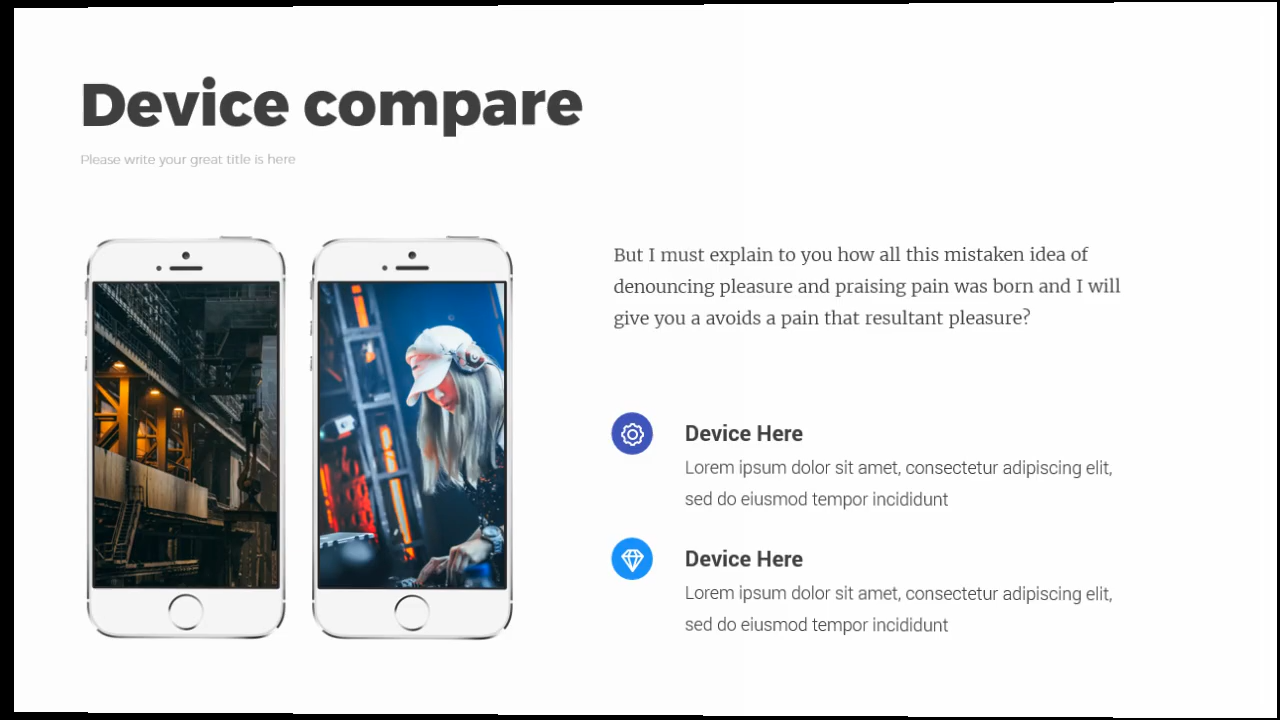 Device compare
Please write your great title is here
But I must explain to you how all this mistaken idea of
denouncing pleasure and praising pain was born and I will
give you a avoids a pain that resultant pleasure?
Device Here
Lorem ipsum dolor sit amet, consectetur adipiscing elit,
sed do eiusmod tempor incididunt
Device Here
Lorem ipsum dolor sit amet, consectetur adipiscing elit,
sed do eiusmod tempor incididunt